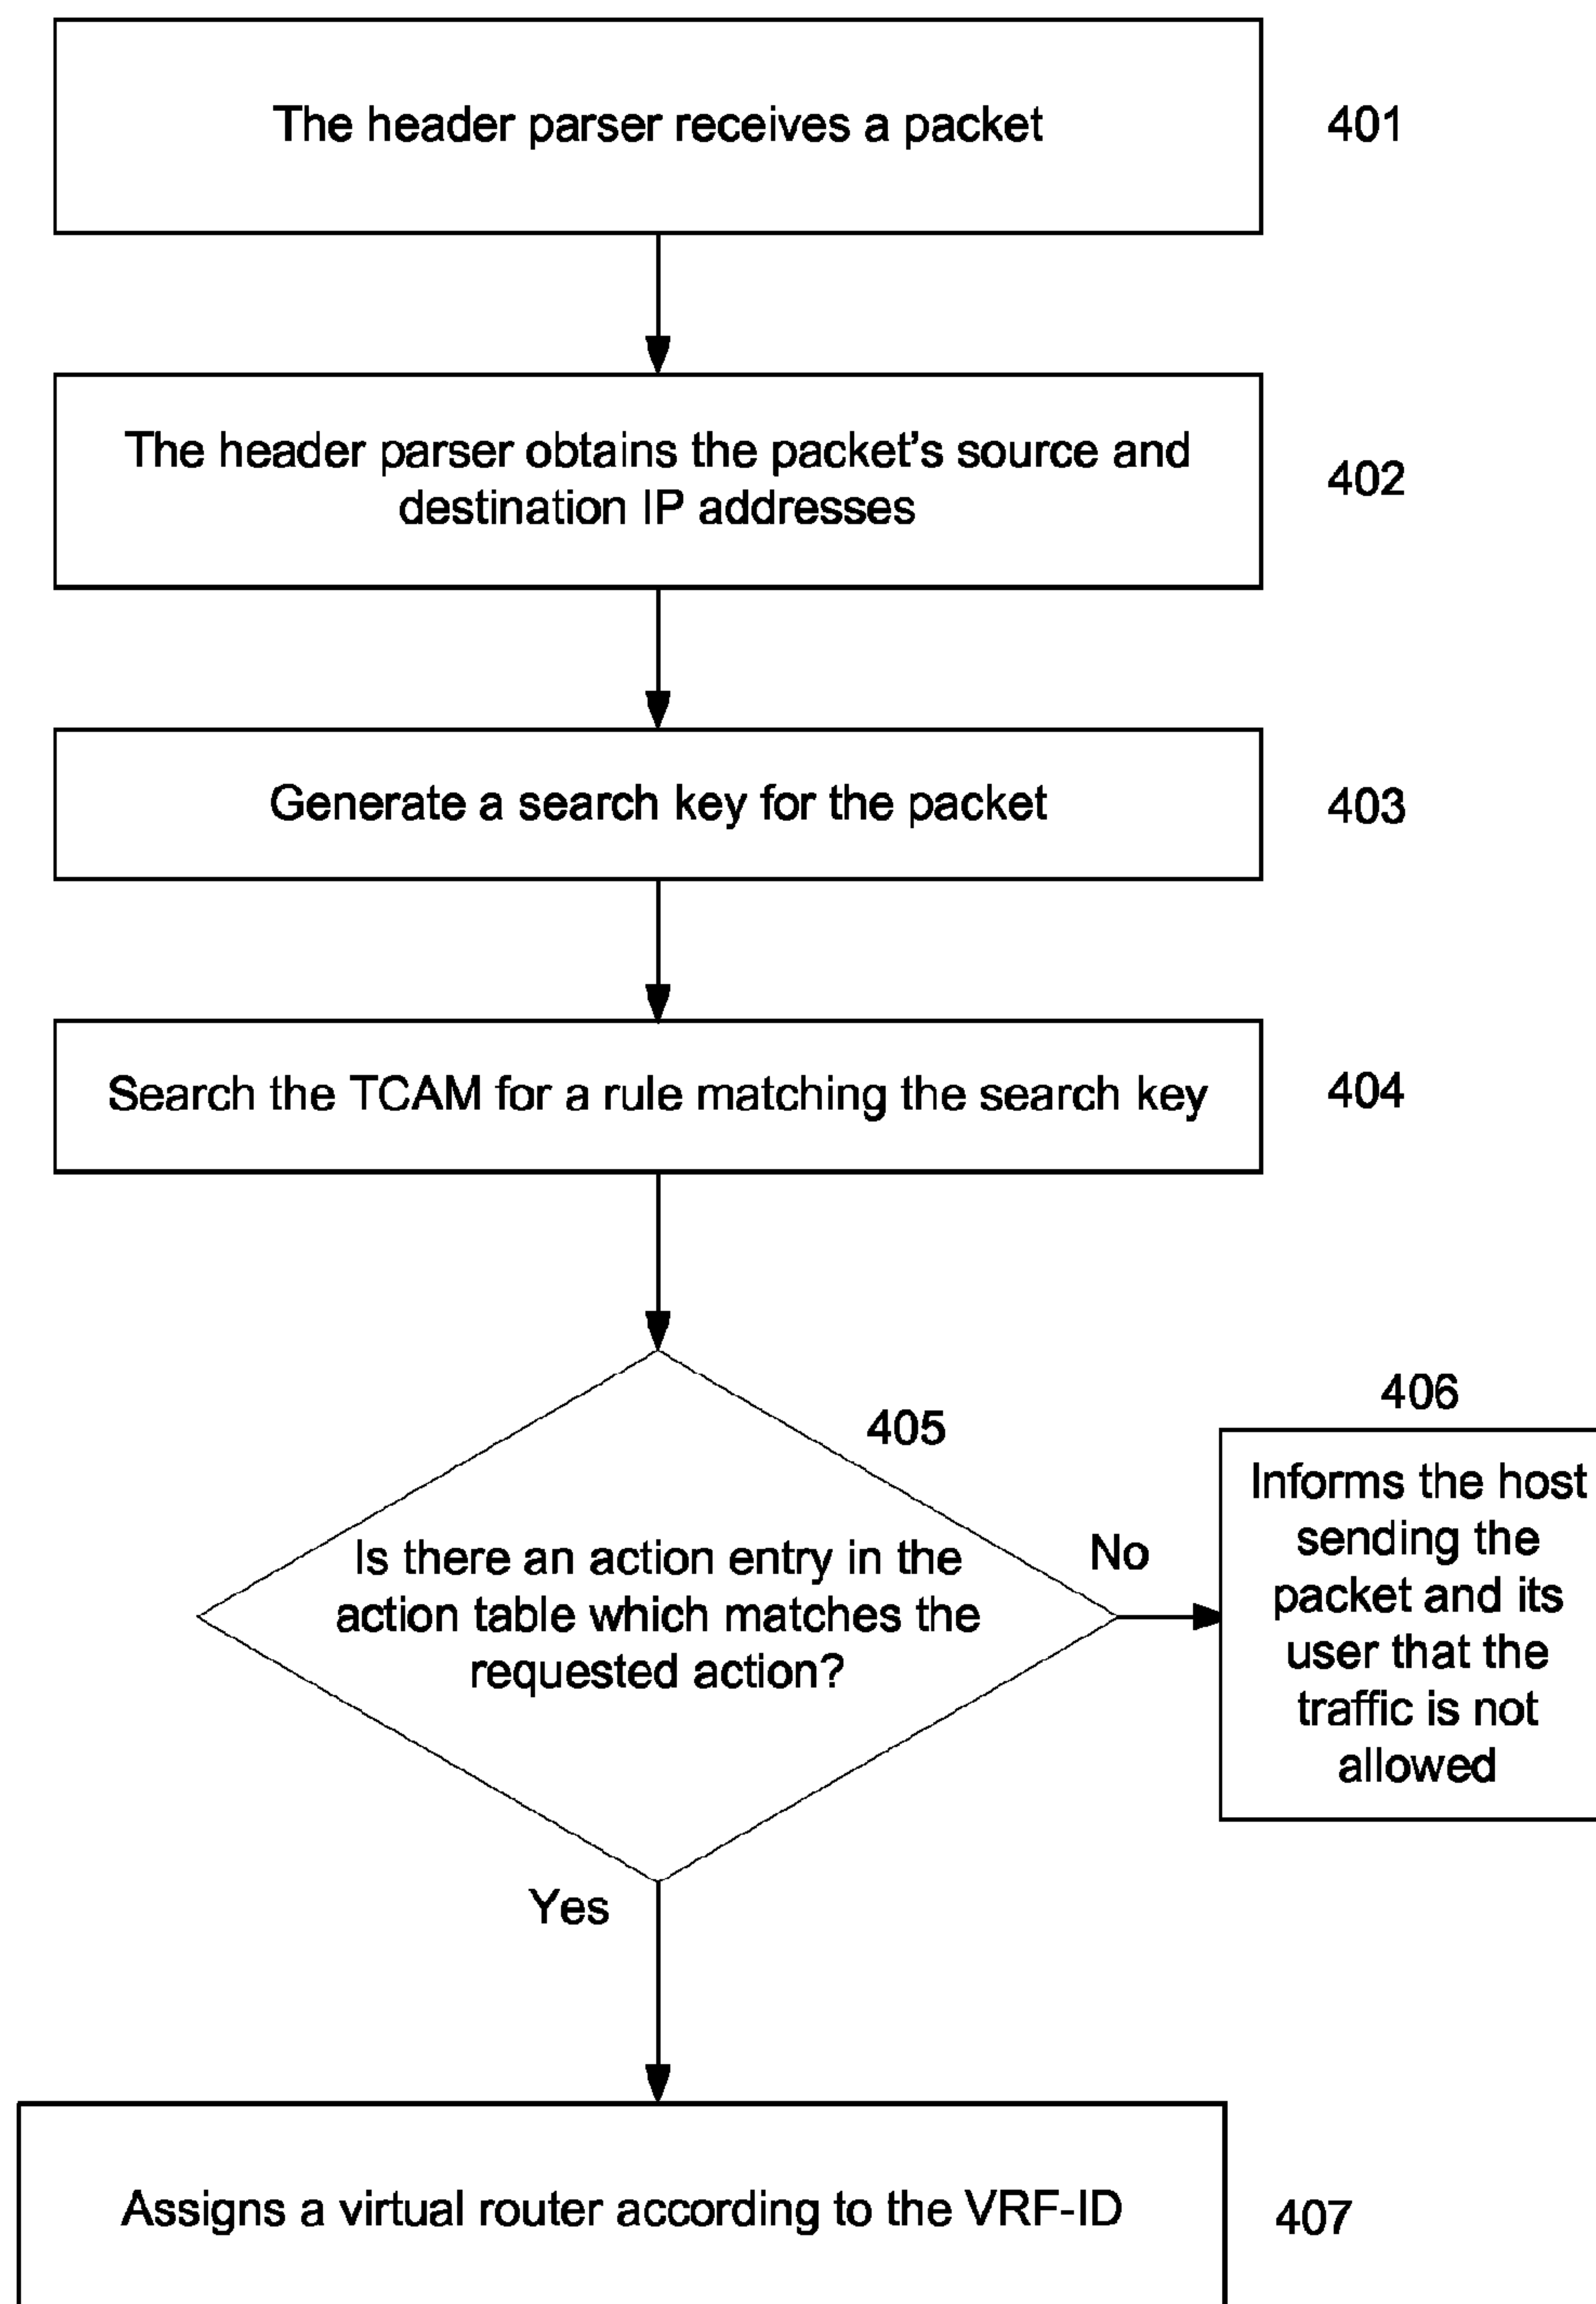 The header parser receives a packet
401
The header parser obtains the packet's source and
destination IP addresses
402
Generate a search key for the packet
403
Search the TCAM for a rule matching the search key
404
405
Is there an action entry in the
action table which matches the
requested action?
No
406
Informs the host
sending the
packet and its
user that the
traffic is not
allowed
Yes
Assigns a virtual router according to the VRF-ID
407